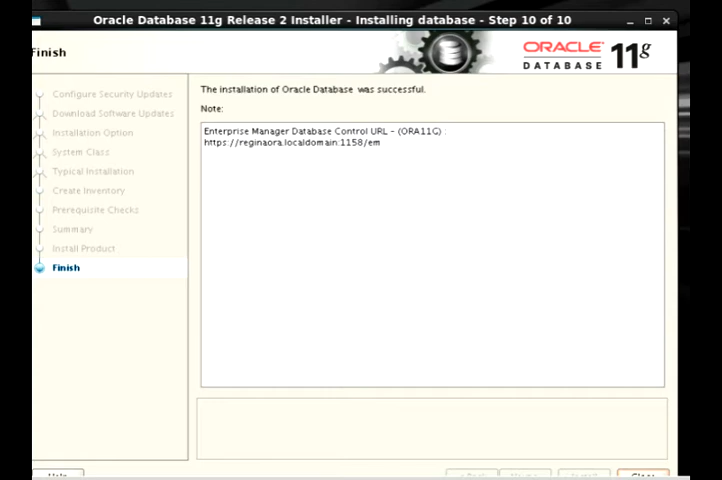 Oracle Database 11g Release 2 Installer - Installing database - Step 10 of 10
Finish
ORACLE
DATABASE
11g
Configure Security Updates
Download Software Updates
Installation Option
System Class
Typical Installation
Create Inventory
Prerequisite Checks
Summary
Install Product
Finish
The installation of Oracle Database was successful.
Note:
Enterprise Manager Database Control URL - (ORA11G) :
https://reginaora.localdomain:1158/em